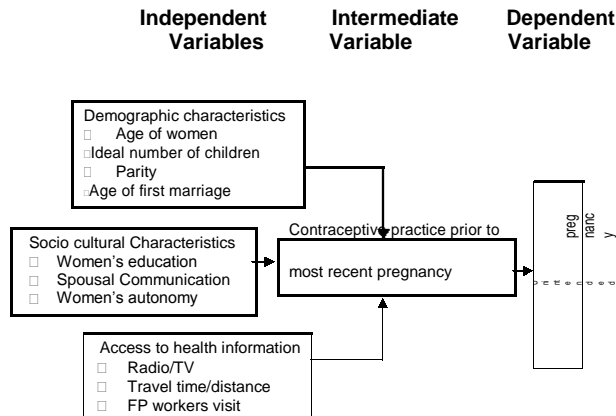 Independent Variables
Intermediate Variable
Dependent Variable
Demographic characteristics
Age of women
Ideal number of children
Parity
Age of first marriage
Socio cultural Characteristics
Women's education
Spousal Communication
Women's autonomy
Access to health information
Radio/TV
Travel time/distance
FP workers visit
Contraceptive practice prior to
most recent pregnancy
preg
nanc
y